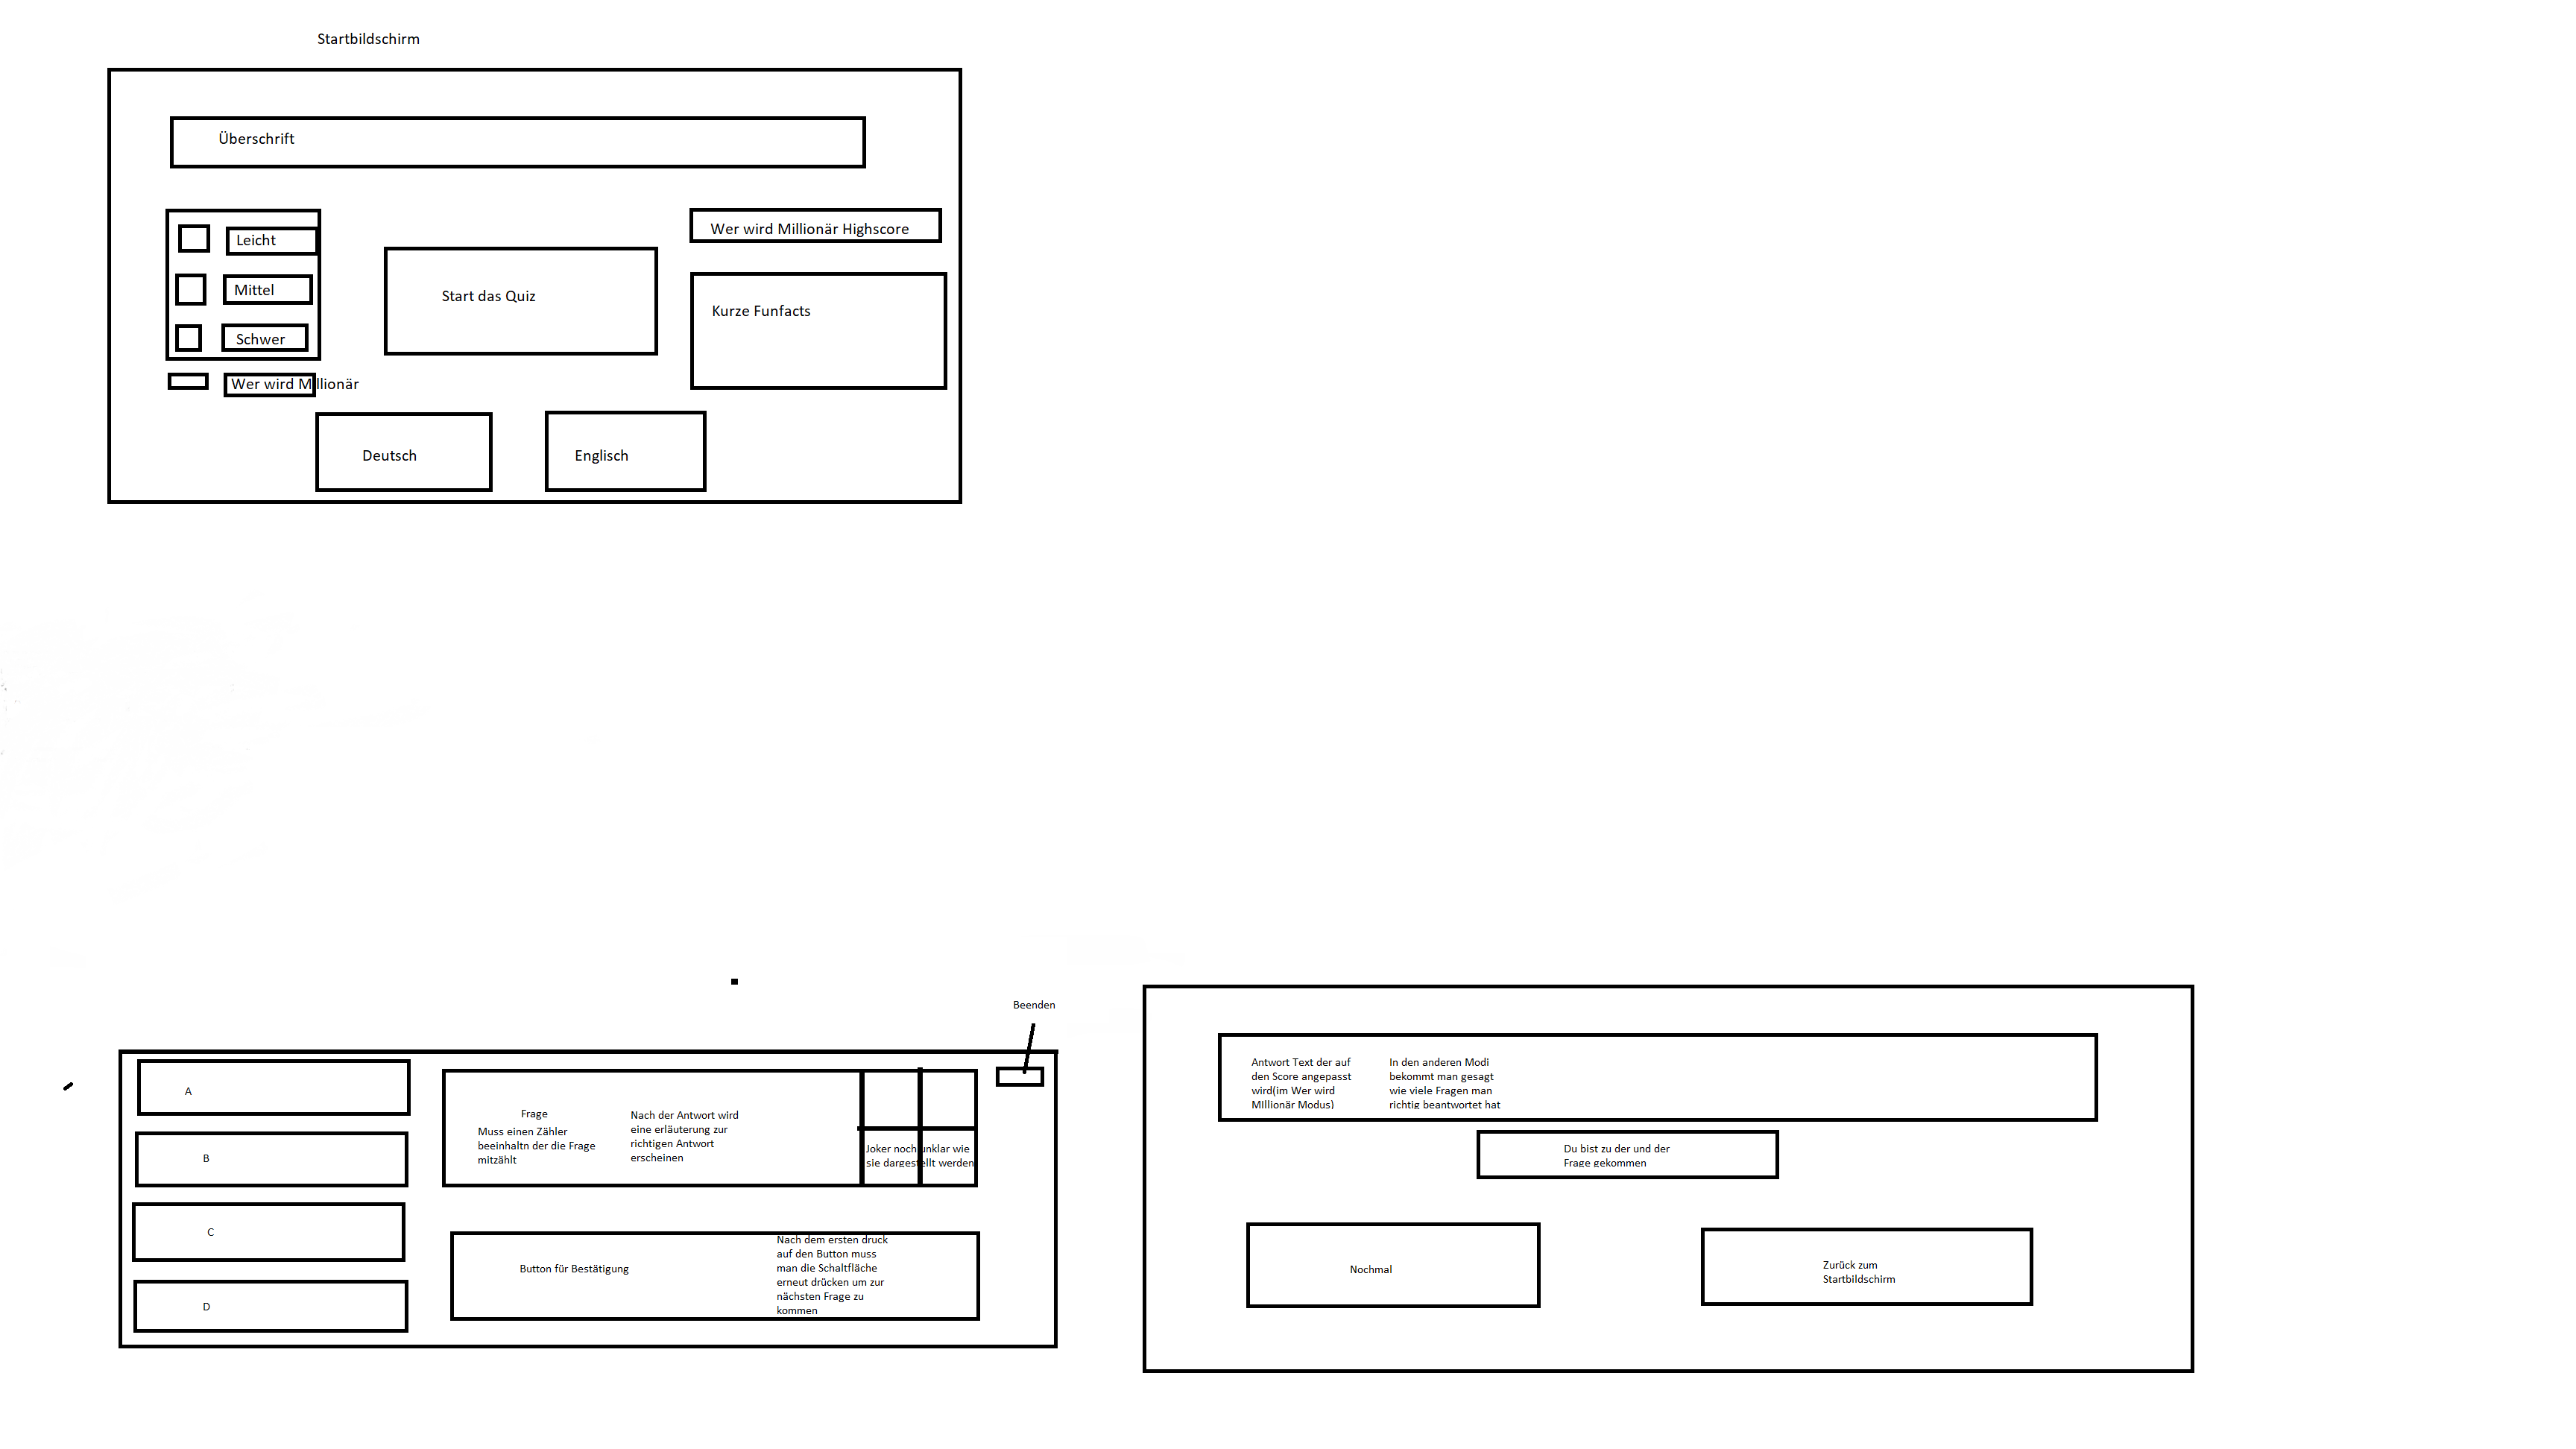 Startbildschirm
Überschrift
Leicht
Mittel
Schwer
Wer wird Millionär
Start das Quiz
Wer wird Millionär Highscore
Kurze Funfacts
Deutsch
Englisch
Beenden
A
B
C
D
Frage
Muss einen Zähler
beeinhaltn der die Frage
mitzählt
Nach der Antwort wird
eine erläuterung zur
richtigen Antwort
erscheinen
Joker noch unklar wie
sie dargestellt werden
Button für Bestätigung
Nach dem ersten druck
auf den Button muss
man die Schaltfläche
erneut drücken um zur
nächsten Frage zu
kommen
Antwort Text der auf
den Score angepasst
wird(im Wer wird
MIllionär Modus)
In den anderen Modi
bekommt man gesagt
wie viele Fragen man
richtig beantwortet hat
Du bist zu der und der
Frage gekommen
Nochmal
Zurück zum
Startbildschirm